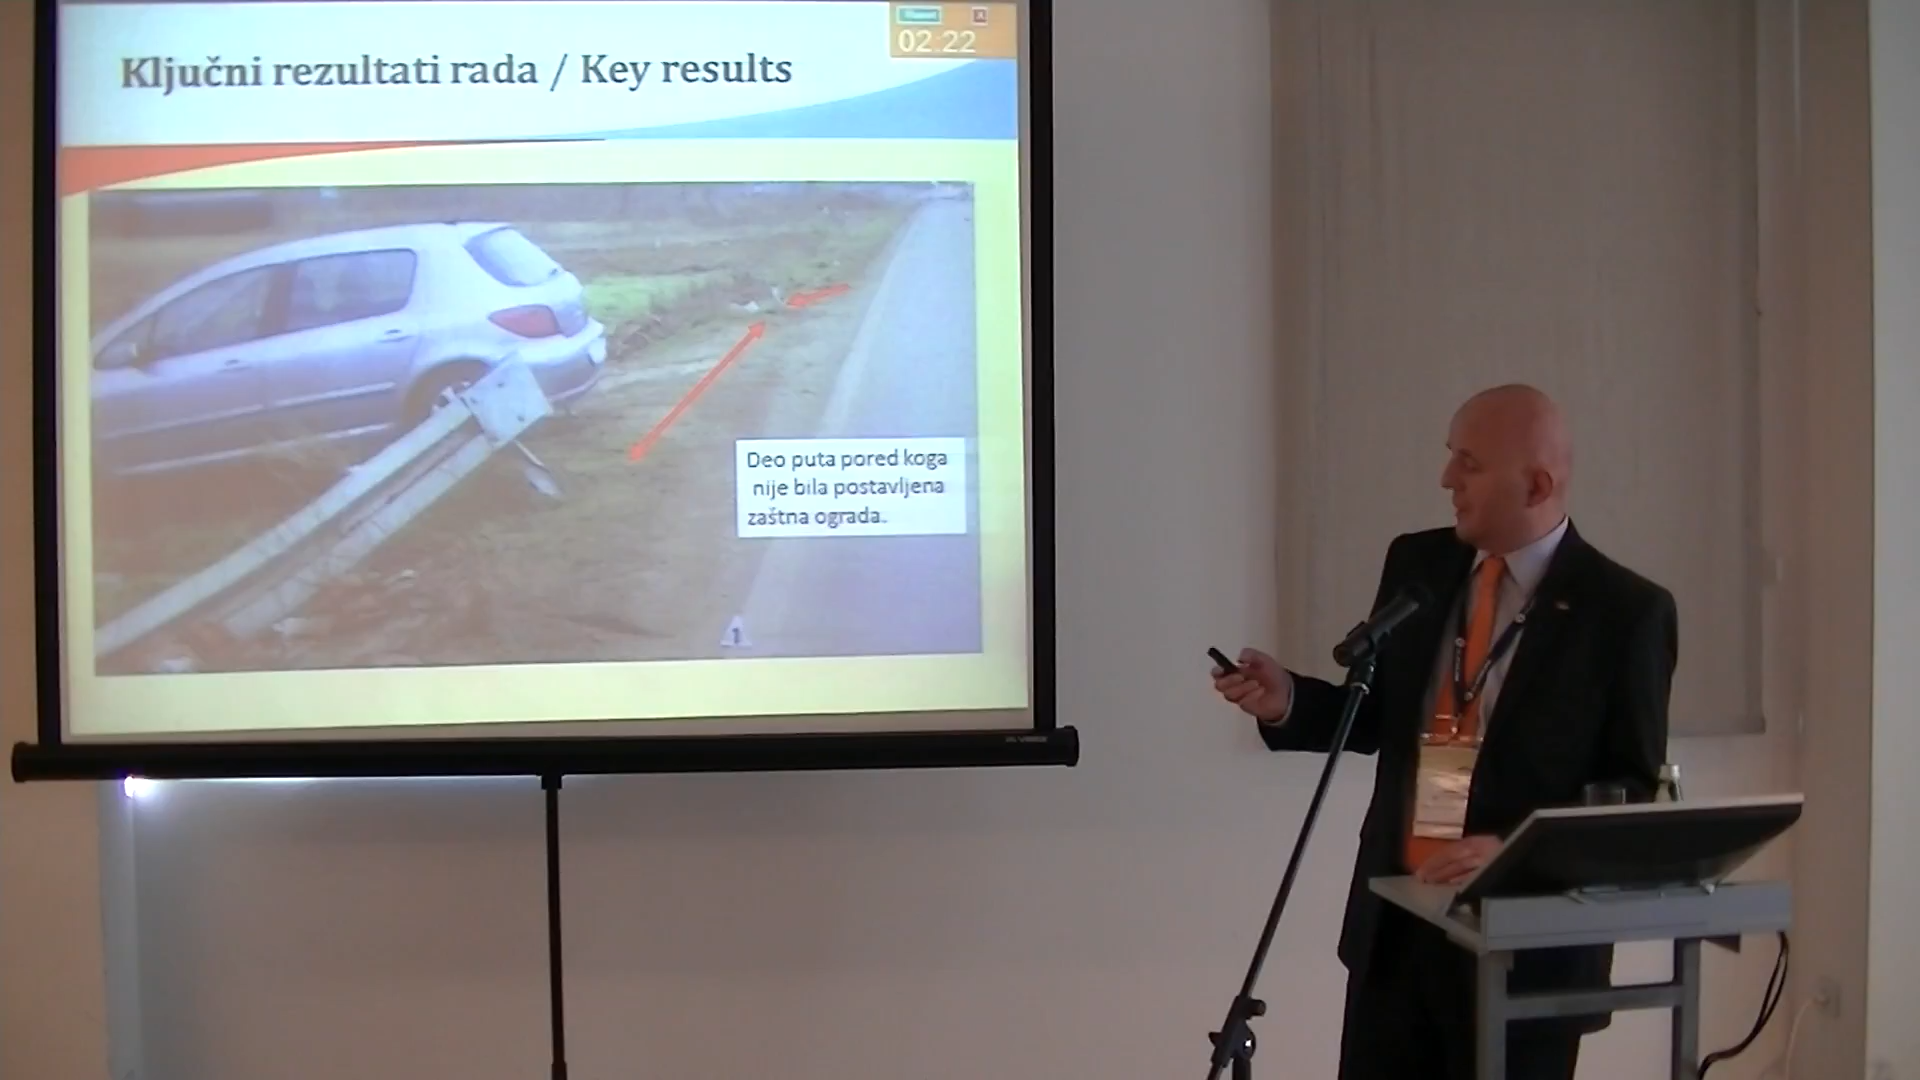 Ključni rezultati rada / Key results
02:22
Deo puta pored koga
nije bila postavljena
zaštna ograda.
1